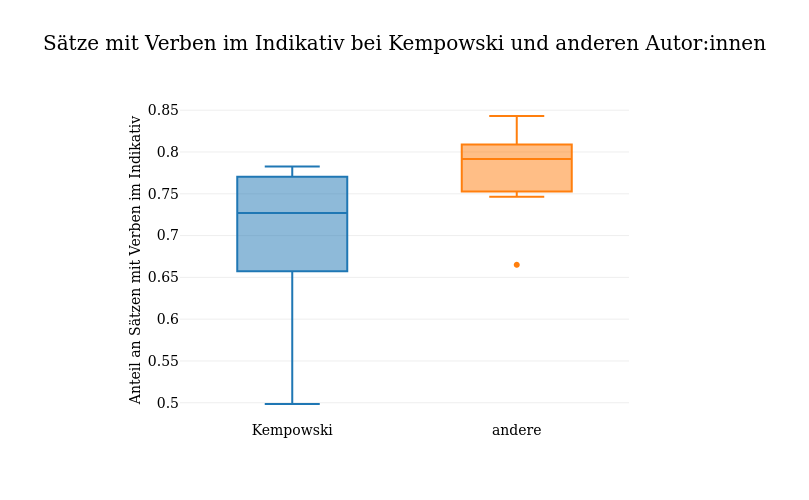 Sätze mit Verben im Indikativ bei Kempowski und anderen Autor:innen
Anteil an Sätzen mit Verben im Indikativ
0.85
0.8
0.75
0.7
0.65
0.6
0.55
0.5
Kempowski
andere